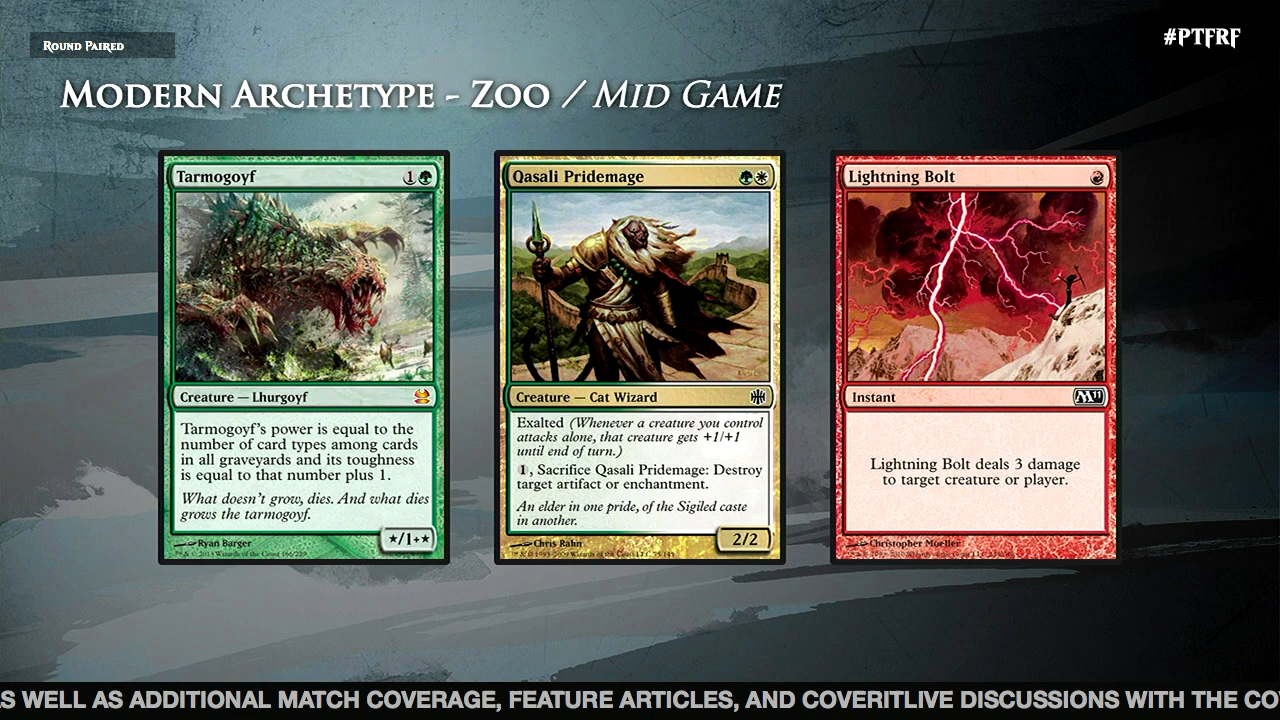 Round Paired
#PTFRF
Modern Archetype - Zoo / Mid Game
Tarmogoyf 1
Creature — Lhurgoyf
Tarmogoyf's power is equal to the
number of card types among cards
in all graveyards and its toughness
is equal to that number plus 1.
What doesn't grow, dies. And what dies
grows the tarmogoyf.
Ryan Barger
★/1+★
Qasali Pridemage
Creature — Cat Wizard
Exalted (Whenever a creature you control
attacks alone, that creature gets +1/+1
until end of turn.)
1, Sacrifice Qasali Pridemage: Destroy
target artifact or enchantment.
An elder in one pride, of the Sigiled caste
in another.
Chris Rahn
2/2
Lightning Bolt
Instant
M11
Lightning Bolt deals 3 damage
to target creature or player.
Christopher Moeller
S WELL AS ADDITIONAL MATCH COVERAGE, FEATURE ARTICLES, AND COVERITLIVE DISCUSSIONS WITH THE CO